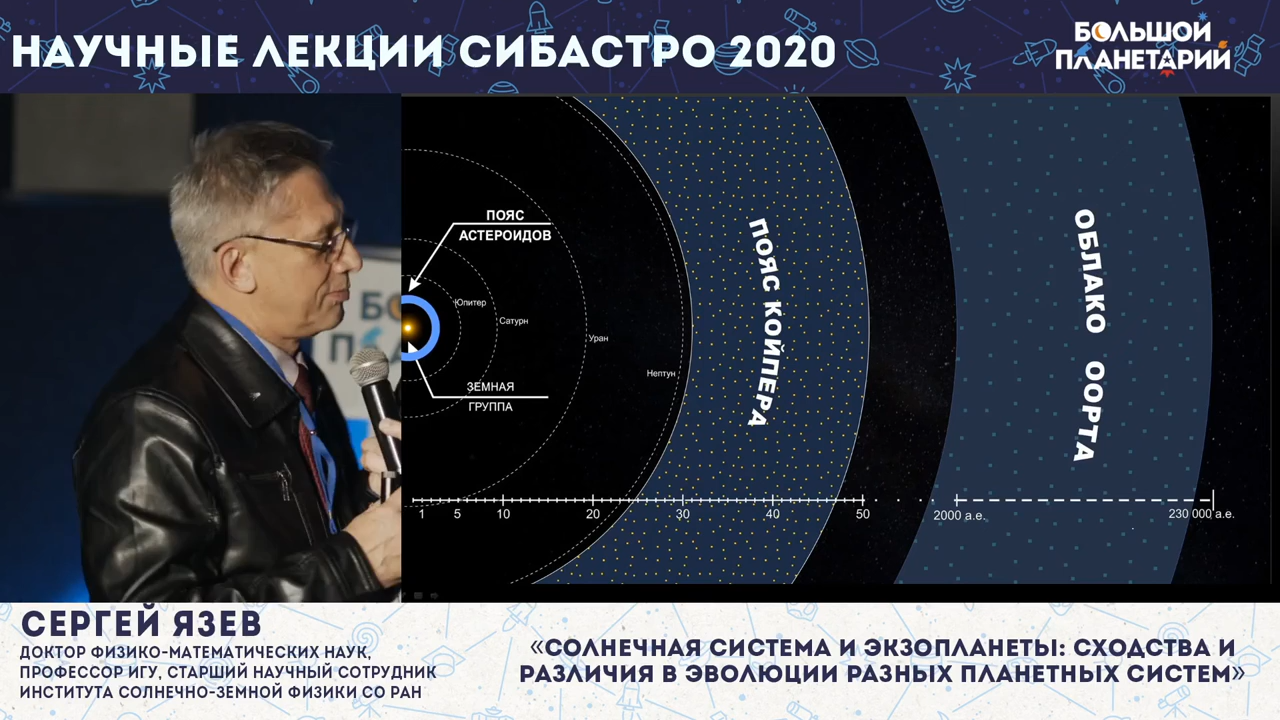 НАУЧНЫЕ ЛЕКЦИИ СИБАСТРО 2020
БОЛЬШОЙ
ПЛАНЕТАРИЙ
ПОЯС
АСТЕРОИДОВ
Юпитер
Сатурн
Уран
Нептун
ЗЕМНАЯ
ГРУППА
ПОЯС КОЙПЕРА
ОБЛАКО ООРТА
1 5 10 20 30 40 50 2000 а.е. 230 000 а.е.
СЕРГЕЙ ЯЗЕВ
ДОКТОР ФИЗИКО-МАТЕМАТИЧЕСКИХ НАУК,
ПРОФЕССОР ИГУ, СТАРШИЙ НАУЧНЫЙ СОТРУДНИК
ИНСТИТУТА СОЛНЕЧНО-ЗЕМНОЙ ФИЗИКИ СО РАН
«СОЛНЕЧНАЯ СИСТЕМА И ЭКЗОПЛАНЕТЫ: СХОДСТВА И
РАЗЛИЧИЯ В ЭВОЛЮЦИИ РАЗНЫХ ПЛАНЕТНЫХ СИСТЕМ»